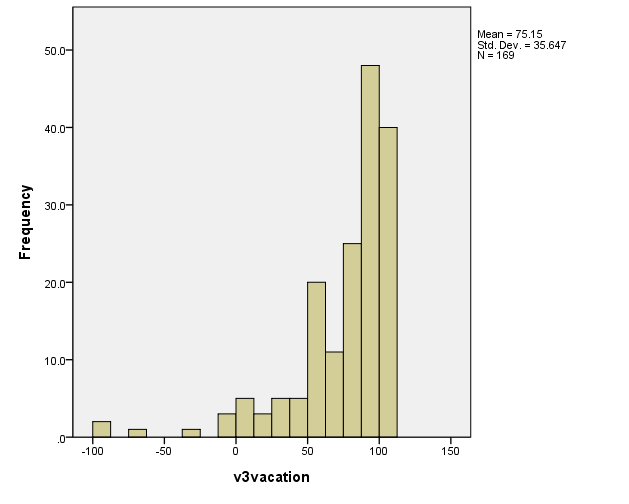 Mean = 75.15
Std. Dev. = 35.647
N = 169
50.0
40.0
30.0
20.0
10.0
.0
Frequency
-100
-50
0
50
100
150
v3vacation